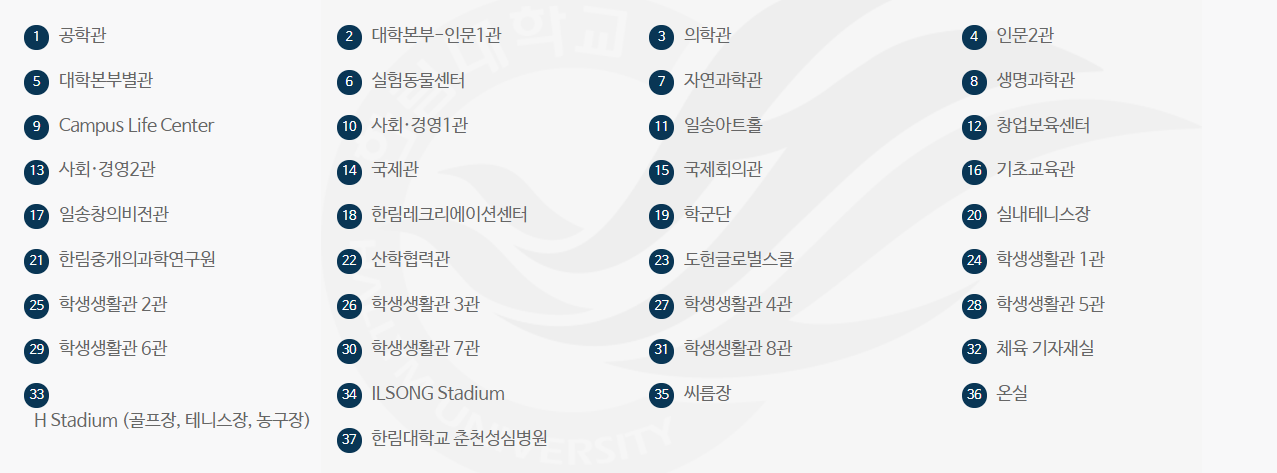 1 공학관
2 대학본부-인문1관
3 의학관
4 인문2관
5 대학본부별관
6 실험동물센터
7 자연과학관
8 생명과학관
9 Campus Life Center
10 사회·경영1관
11 일송아트홀
12 창업보육센터
13 사회·경영2관
14 국제관
15 국제회의관
16 기초교육관
17 일송창의비전관
18 한림레크리에이션센터
19 학군단
20 실내테니스장
21 한림중개의과학연구원
22 산학협력관
23 도헌글로벌스쿨
24 학생생활관 1관
25 학생생활관 2관
26 학생생활관 3관
27 학생생활관 4관
28 학생생활관 5관
29 학생생활관 6관
30 학생생활관 7관
31 학생생활관 8관
32 체육 기자재실
33
H Stadium (골프장, 테니스장, 농구장)
34 ILSONG Stadium
35 씨름장
36 온실
37 한림대학교 춘천성심병원